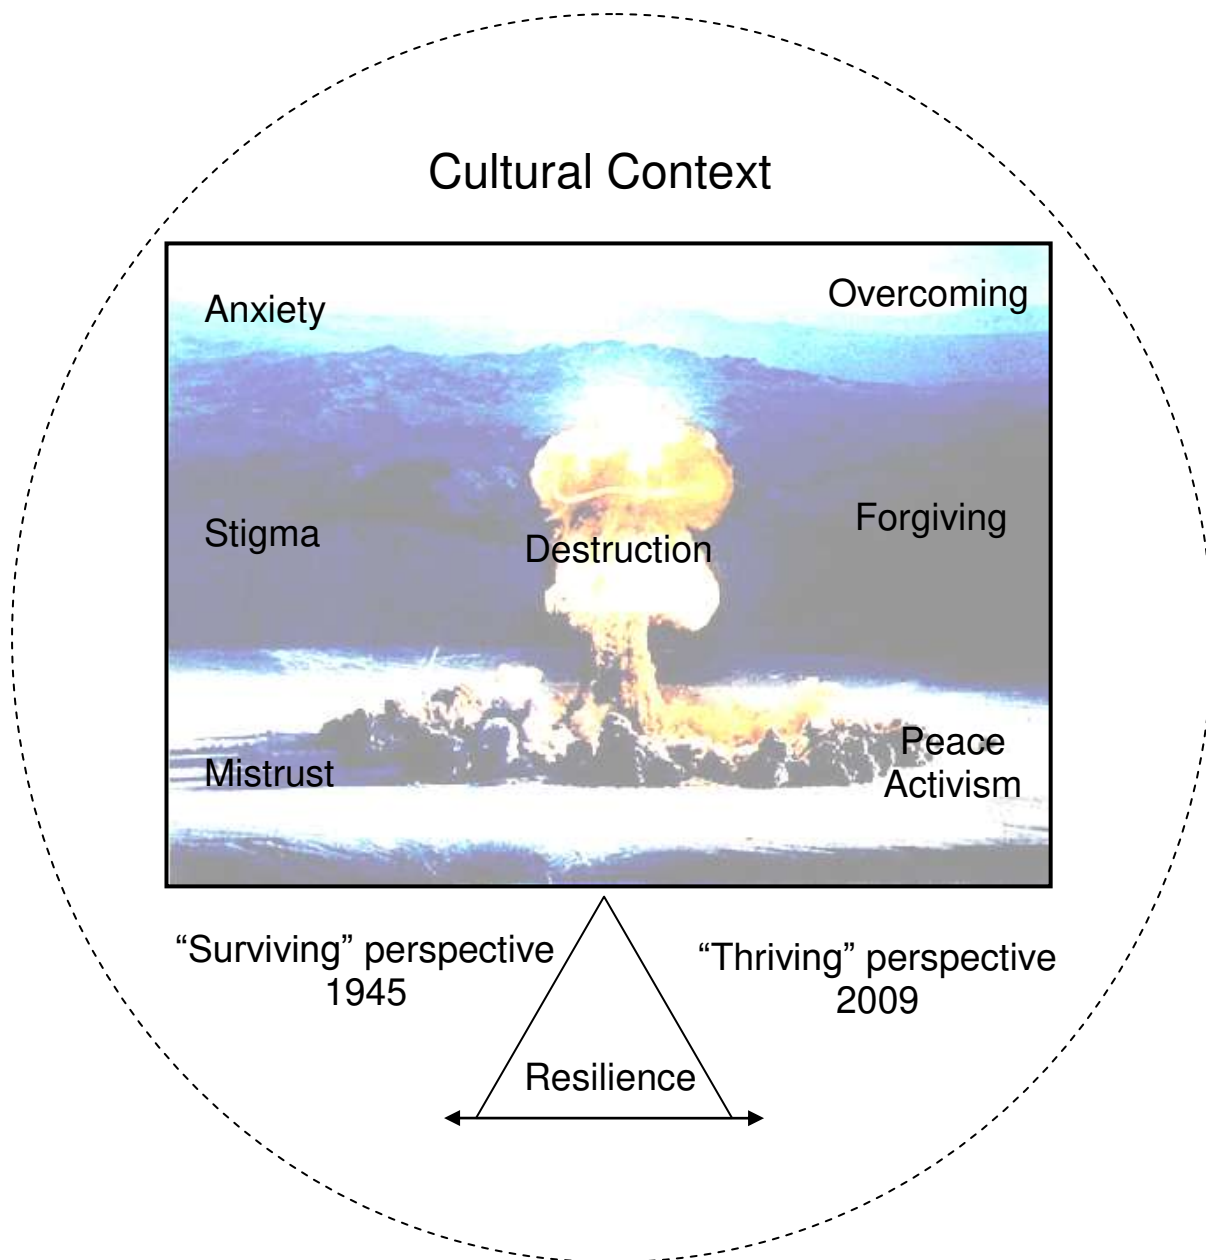 Cultural Context
Anxiety
Overcoming
Stigma
Destruction
Forgiving
Mistrust
Peace
Activism
“Surviving” perspective
1945
“Thriving” perspective
2009
Resilience